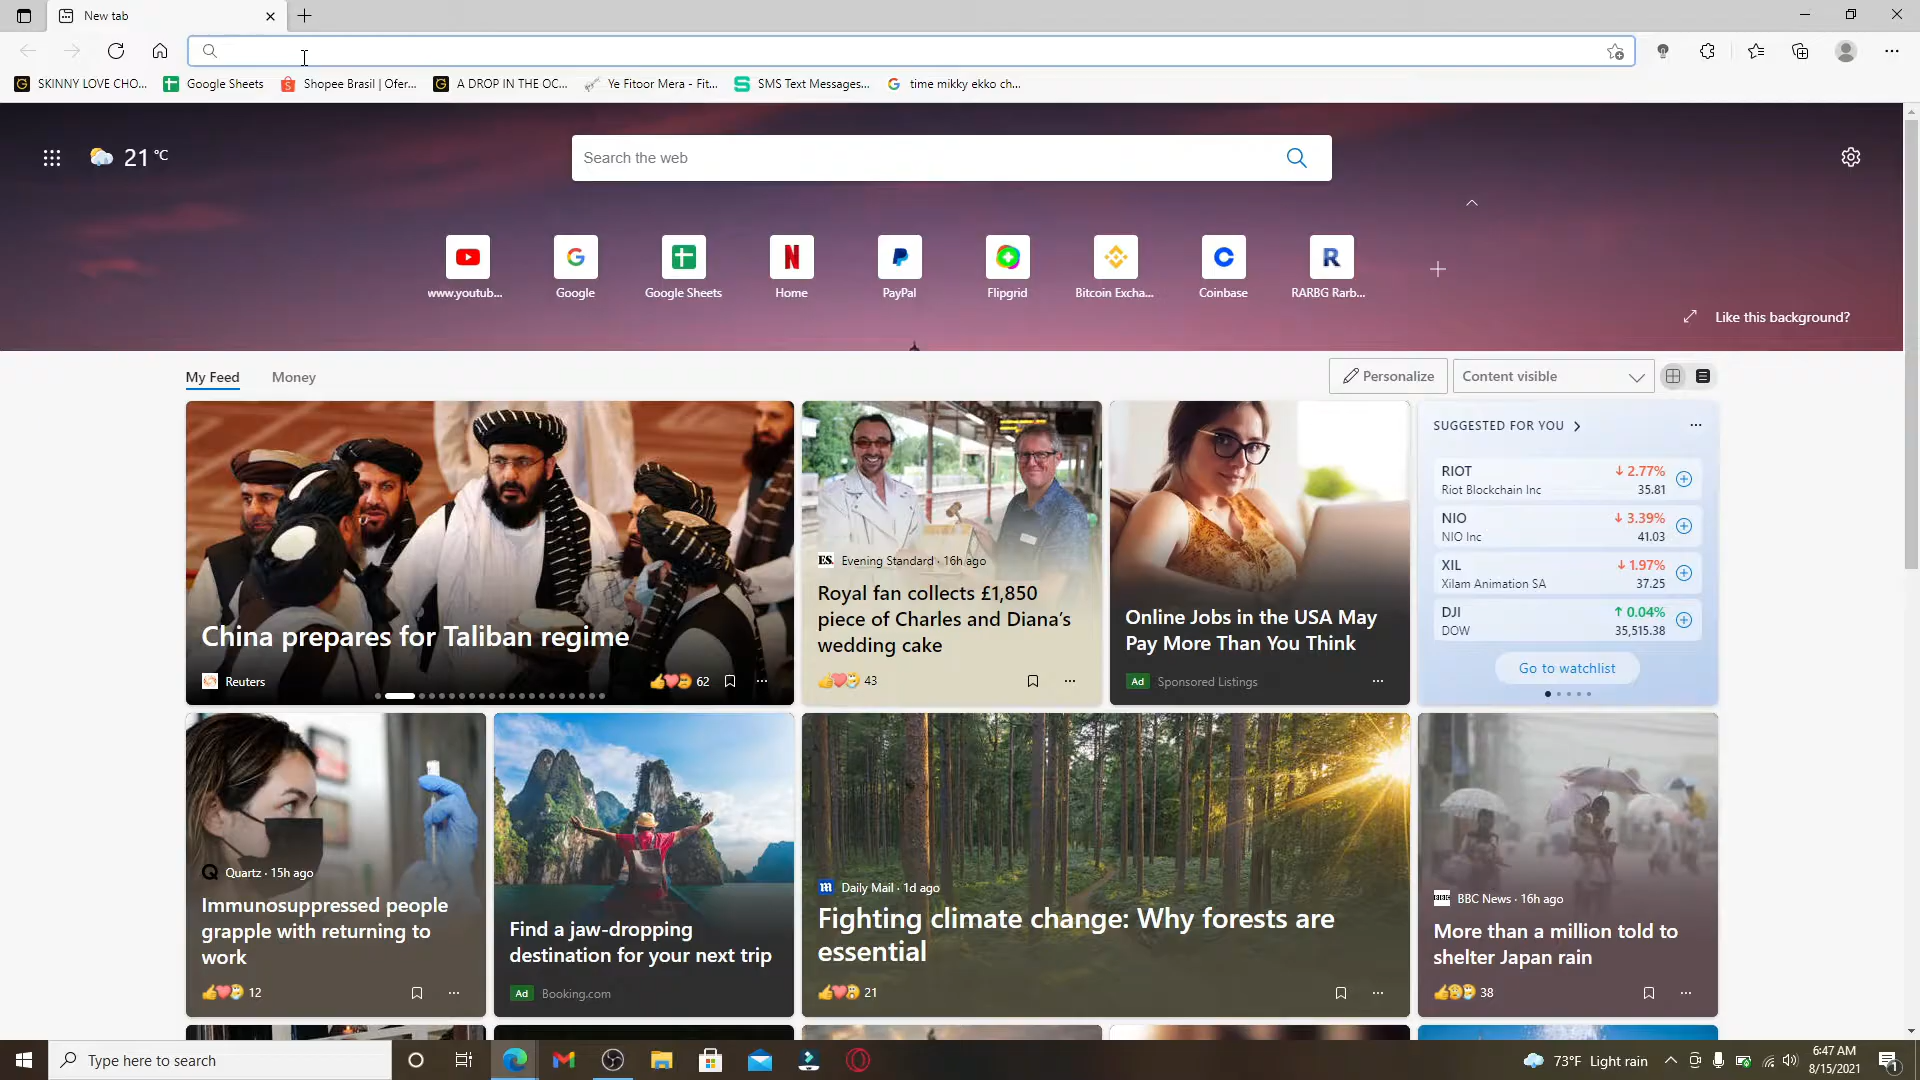 New tab
SKINNY LOVE CHO...
Google Sheets
Shopee Brasil | Ofer...
A DROP IN THE OC...
Ye Fitoor Mera - Fit...
SMS Text Messages...
time mikky ekko ch...
21 °C
Search the web
www.youtub...
Google
Google Sheets
Home
PayPal
Flipgrid
Bitcoin Excha...
Coinbase
RARBG Rarb...
Like this background?
My Feed
Money
Personalize
Content visible
China prepares for Taliban regime
Reuters
62
ES. Evening Standard · 16h ago
Royal fan collects £1,850
piece of Charles and Diana's
wedding cake
43
Online Jobs in the USA May
Pay More Than You Think
Ad Sponsored Listings
SUGGESTED FOR YOU
RIOT 2.77%
Riot Blockchain Inc 35.81
NIO 3.39%
NIO Inc 41.03
XIL 1.97%
Xilam Animation SA 37.25
DJI 0.04%
DOW 35,515.38
Go to watchlist
Quartz · 15h ago
Immunosuppressed people
grapple with returning to
work
12
Find a jaw-dropping
destination for your next trip
Ad Booking.com
Daily Mail · 1d ago
Fighting climate change: Why forests are
essential
21
BBC BBC News · 16h ago
More than a million told to
shelter Japan rain
38
Type here to search
73°F Light rain
6:47 AM
8/15/2021
1